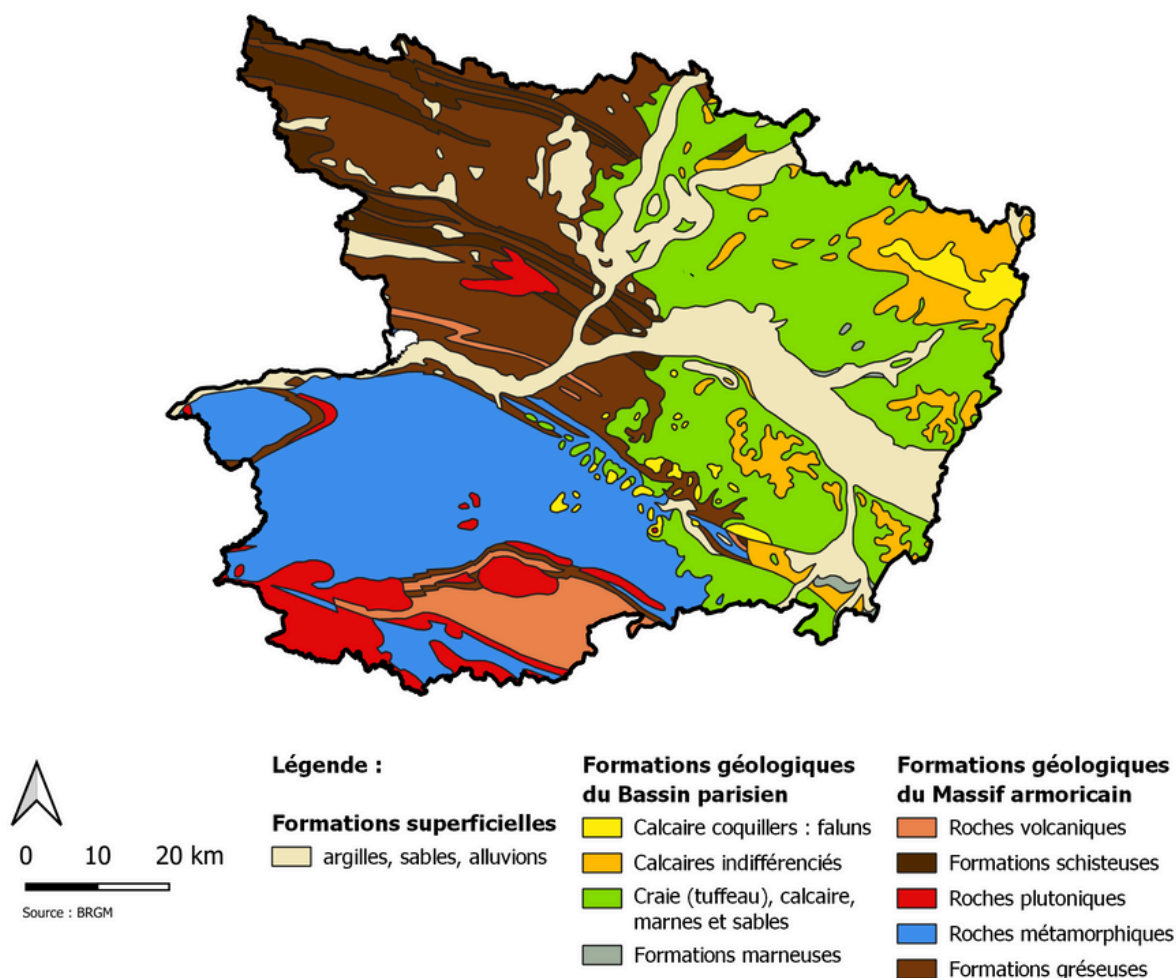 0 10 20 km
Source : BRGM
Légende :
Formations superficielles
argilles, sables, alluvions
Formations géologiques
du Bassin parisien
Calcaire coquillers : faluns
Calcaires indifférenciés
Craie (tuffeau), calcaire,
marnes et sables
Formations marneuses
Formations géologiques
du Massif armoricain
Roches volcaniques
Formations schisteuses
Roches plutoniques
Roches métamorphiques
Formations gréseuses